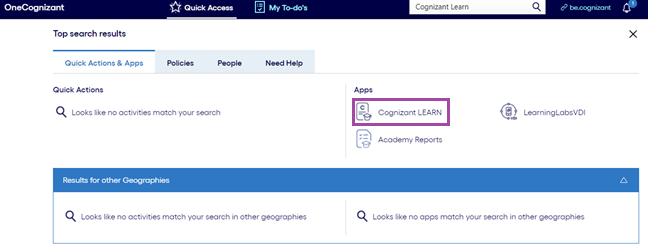 OneCognizant Quick Access My To-do's Cognizant Learn be.cognizant 1
Top search results
Quick Actions & Apps Policies People Need Help
Quick Actions Apps
Looks like no activities match your search Cognizant LEARN LearningLabsVDI
Academy Reports
Results for other Geographies
Looks like no activities match your search in other geographies Looks like no apps match your search in other geographies